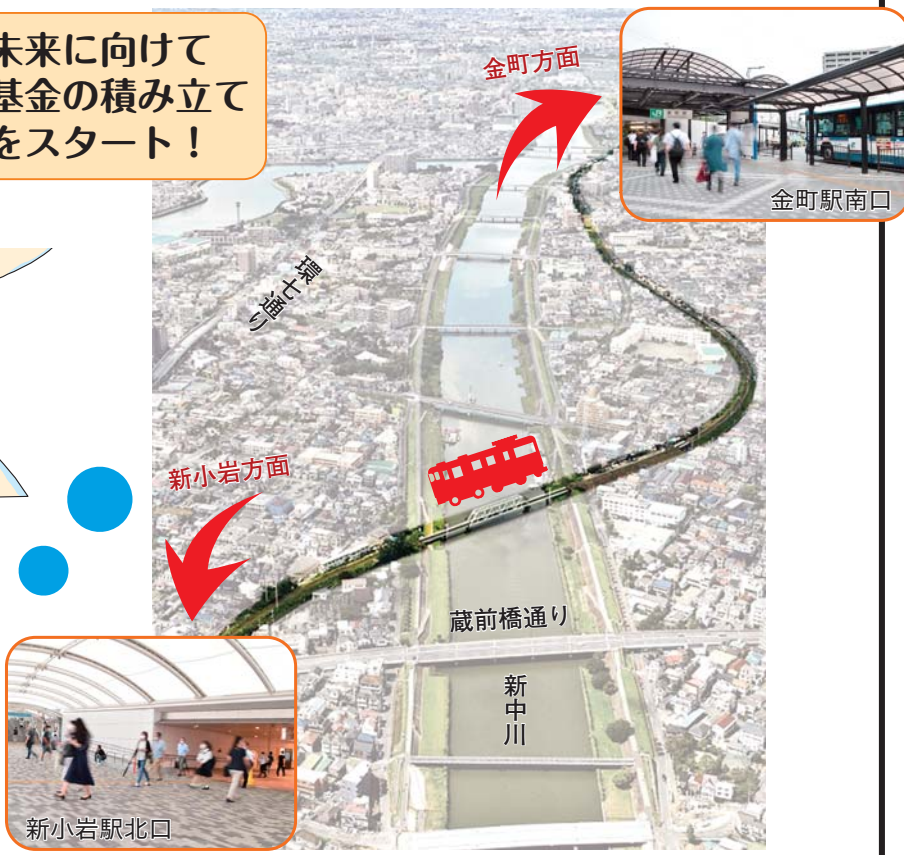 未来に向けて
基金の積み立て
をスタート！
金町方面
金町駅南口
環七通り
新小岩方面
蔵前橋通り
新中川
新小岩駅北口